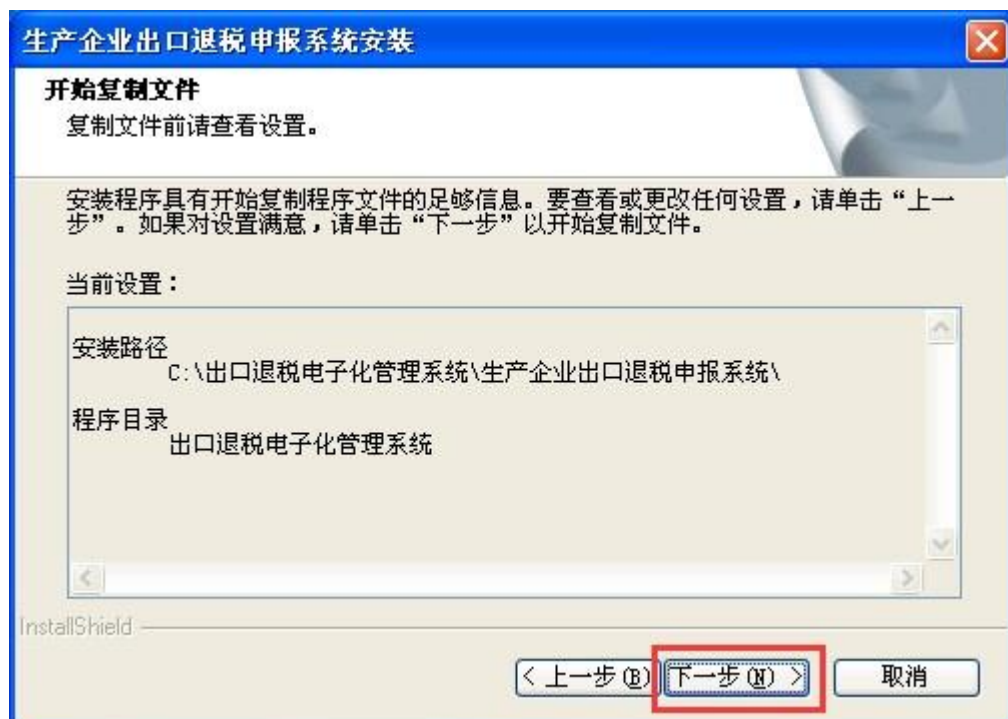 生产企业出口退税申报系统安装
开始复制文件
复制文件前请查看设置。
安装程序具有开始复制程序文件的足够信息。要查看或更改任何设置，请单击“上一
步”。如果对设置满意，请单击“下一步”以开始复制文件。
当前设置：
安装路径
C:\出口退税电子化管理系统\生产企业出口退税申报系统\
程序目录
出口退税电子化管理系统
InstallShield
< 上一步(B) 下一步(N) > 取消